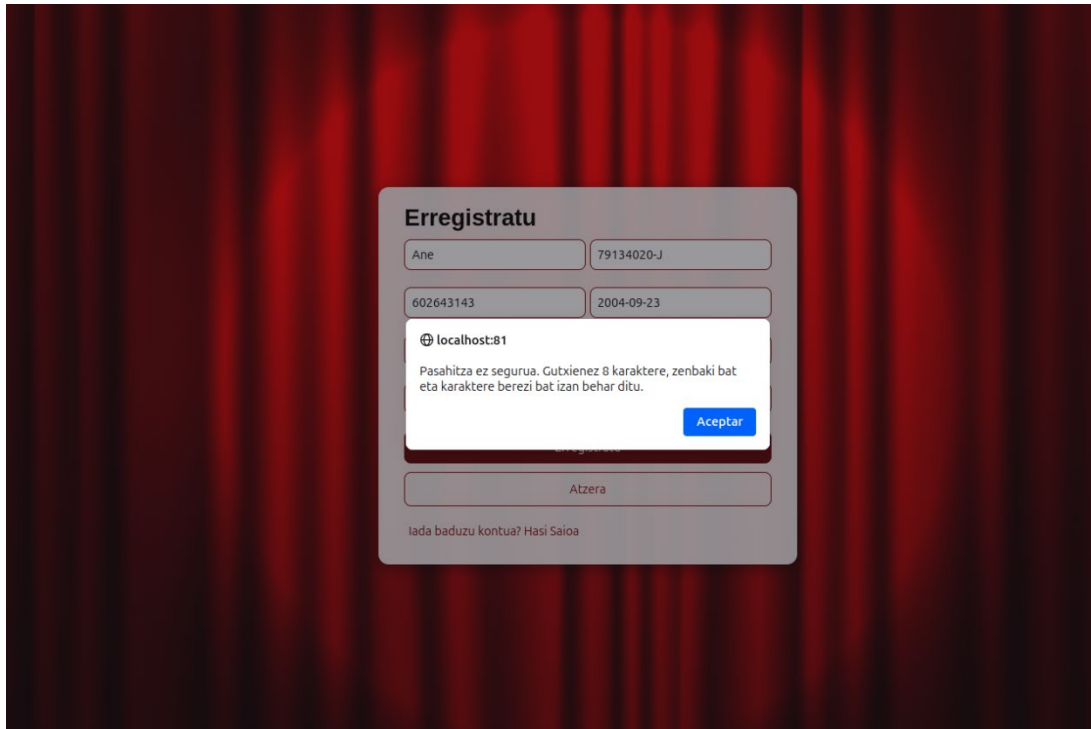 Erregistratu
Ane
79134020-J
602643143
2004-09-23
localhost:81
Pasahitza ez segurua. Gutxienez 8 karaktere, zenbaki bat
eta karaktere berezi bat izan behar ditu.
Aceptar
Erregistratu
Atzera
Iada baduzu kontua? Hasi Saioa